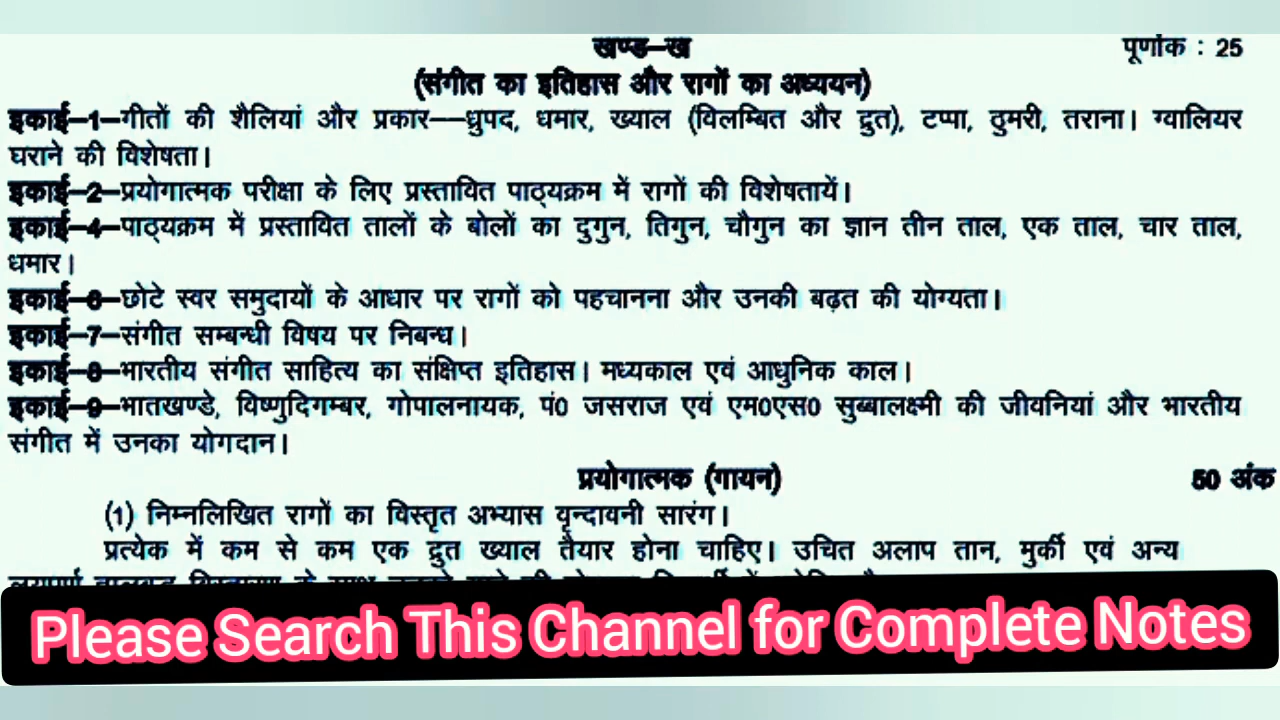 खण्ड–ख
पूर्णांक : 25
(संगीत का इतिहास और रागों का अध्ययन)
इकाई–1–गीतों की शैलियां और प्रकार—ध्रुपद, धमार, ख्याल (विलम्बित और द्रुत), टप्पा, ठुमरी, तराना। ग्वालियर
घराने की विशेषता।
इकाई–2–प्रयोगात्मक परीक्षा के लिए प्रस्तावित पाठ्यक्रम में रागों की विशेषतायें।
इकाई–4–पाठ्यक्रम में प्रस्तावित तालों के बोलों का दुगुन, तिगुन, चौगुन का ज्ञान तीन ताल, एक ताल, चार ताल,
धमार।
इकाई–6–छोटे स्वर समुदायों के आधार पर रागों को पहचानना और उनकी बढ़त की योग्यता।
इकाई–7–संगीत सम्बन्धी विषय पर निबन्ध।
इकाई–8–भारतीय संगीत साहित्य का संक्षिप्त इतिहास। मध्यकाल एवं आधुनिक काल।
इकाई–9–भातखण्डे, विष्णुदिगम्बर, गोपालनायक, पं0 जसराज एवं एम0एस0 सुब्बालक्ष्मी की जीवनियां और भारतीय
संगीत में उनका योगदान।
प्रयोगात्मक (गायन)
50 अंक
(1) निम्नलिखित रागों का विस्तृत अभ्यास वृन्दावनी सारंग।
प्रत्येक में कम से कम एक द्रुत ख्याल तैयार होना चाहिए। उचित अलाप तान, मुर्की एवं अन्य
Please Search This Channel for Complete Notes